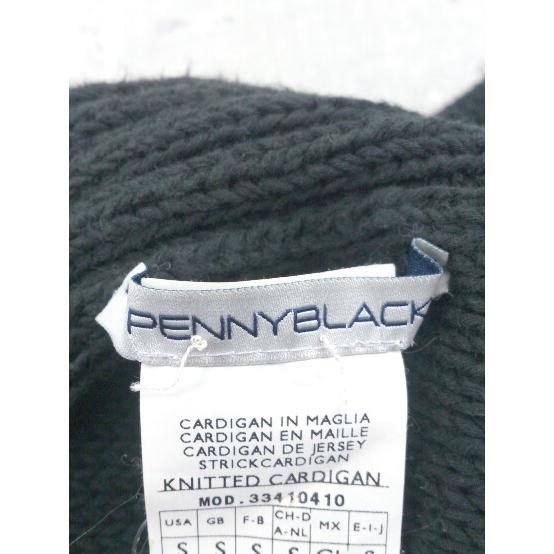 PENNYBLACK
CARDIGAN IN MAGLIA
CARDIGAN EN MAILLE
CARDIGAN DE JERSEY
STRICKCARDIGAN
KNITTED CARDIGAN
MOD. 33410410
USA GB F-B CH-D A-NL MX E-I-J
S S S S CH S